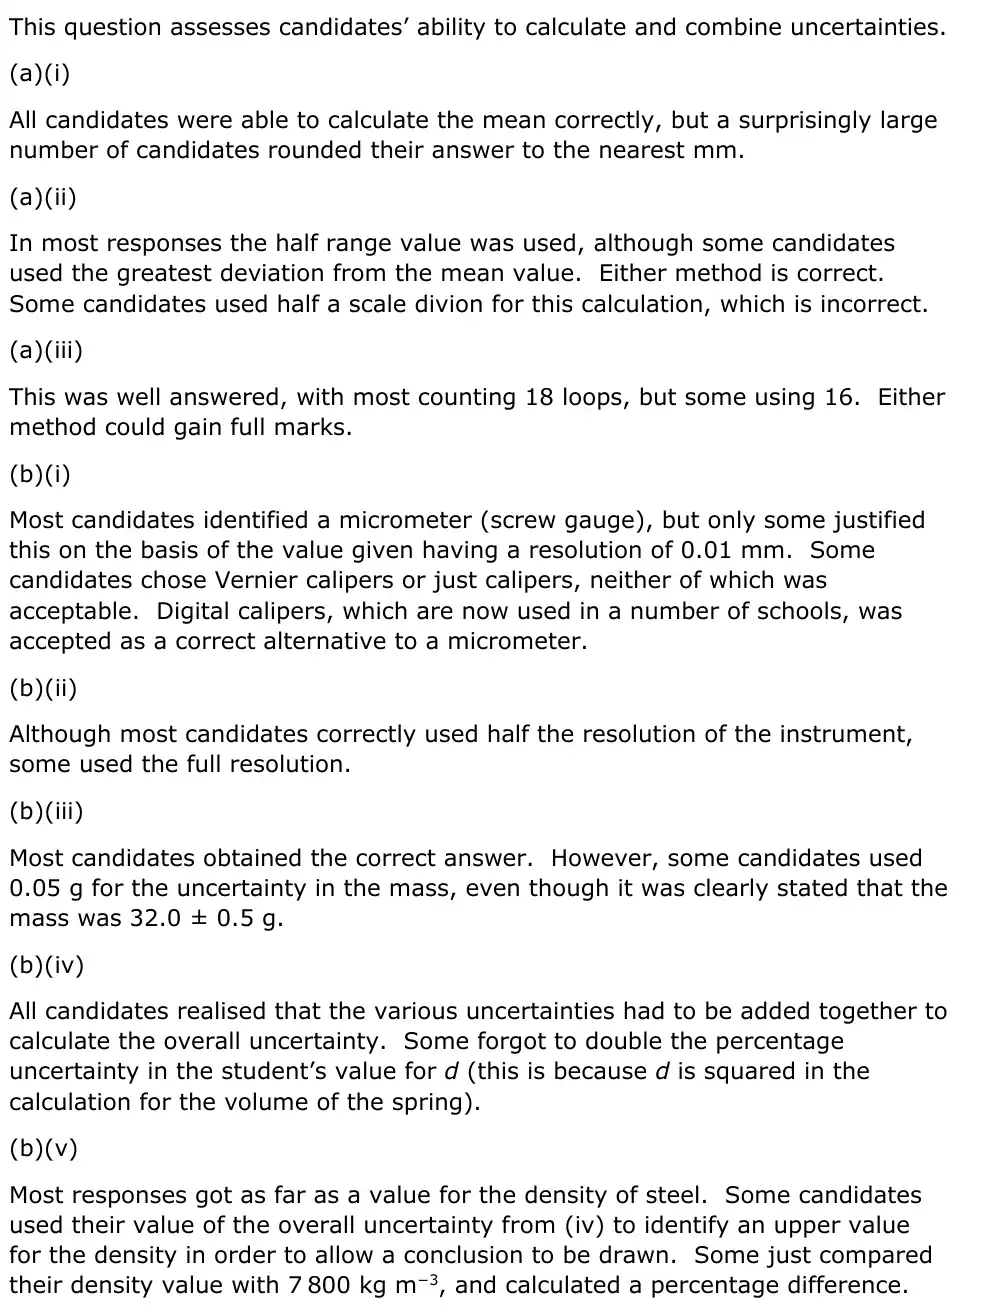 This question assesses candidates’ ability to calculate and combine uncertainties.
(a)(i)
All candidates were able to calculate the mean correctly, but a surprisingly large
number of candidates rounded their answer to the nearest mm.
(a)(ii)
In most responses the half range value was used, although some candidates
used the greatest deviation from the mean value.  Either method is correct.
Some candidates used half a scale divion for this calculation, which is incorrect.
(a)(iii)
This was well answered, with most counting 18 loops, but some using 16.  Either
method could gain full marks.
(b)(i)
Most candidates identified a micrometer (screw gauge), but only some justified
this on the basis of the value given having a resolution of 0.01 mm.  Some
candidates chose Vernier calipers or just calipers, neither of which was
acceptable.  Digital calipers, which are now used in a number of schools, was
accepted as a correct alternative to a micrometer.
(b)(ii)
Although most candidates correctly used half the resolution of the instrument,
some used the full resolution.
(b)(iii)
Most candidates obtained the correct answer.  However, some candidates used
0.05 g for the uncertainty in the mass, even though it was clearly stated that the
mass was 32.0 ± 0.5 g.
(b)(iv)
All candidates realised that the various uncertainties had to be added together to
calculate the overall uncertainty.  Some forgot to double the percentage
uncertainty in the student’s value for d (this is because d is squared in the
calculation for the volume of the spring).
(b)(v)
Most responses got as far as a value for the density of steel.  Some candidates
used their value of the overall uncertainty from (iv) to identify an upper value
for the density in order to allow a conclusion to be drawn.  Some just compared
their density value with 7 800 kg m⁻³, and calculated a percentage difference.